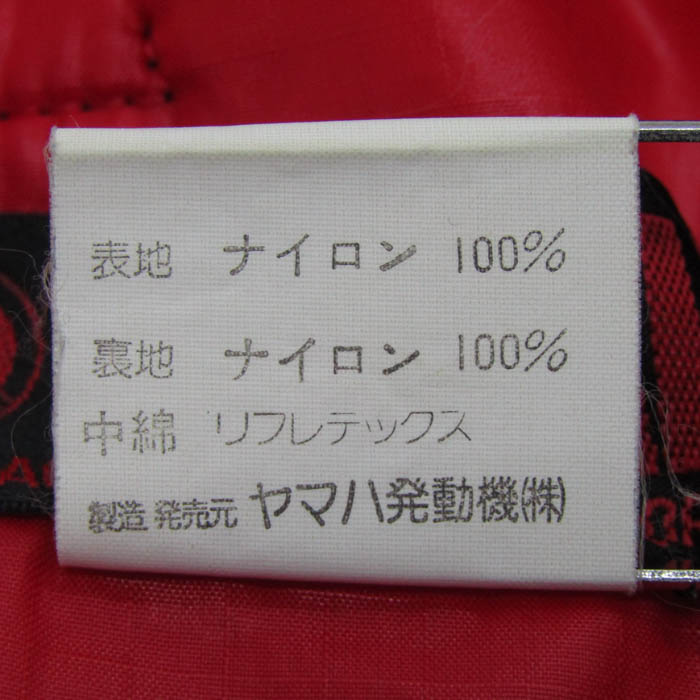 表地 ナイロン 100%
裏地 ナイロン 100%
中綿 リフレテックス
製造 発売元 ヤマハ発動機(株)